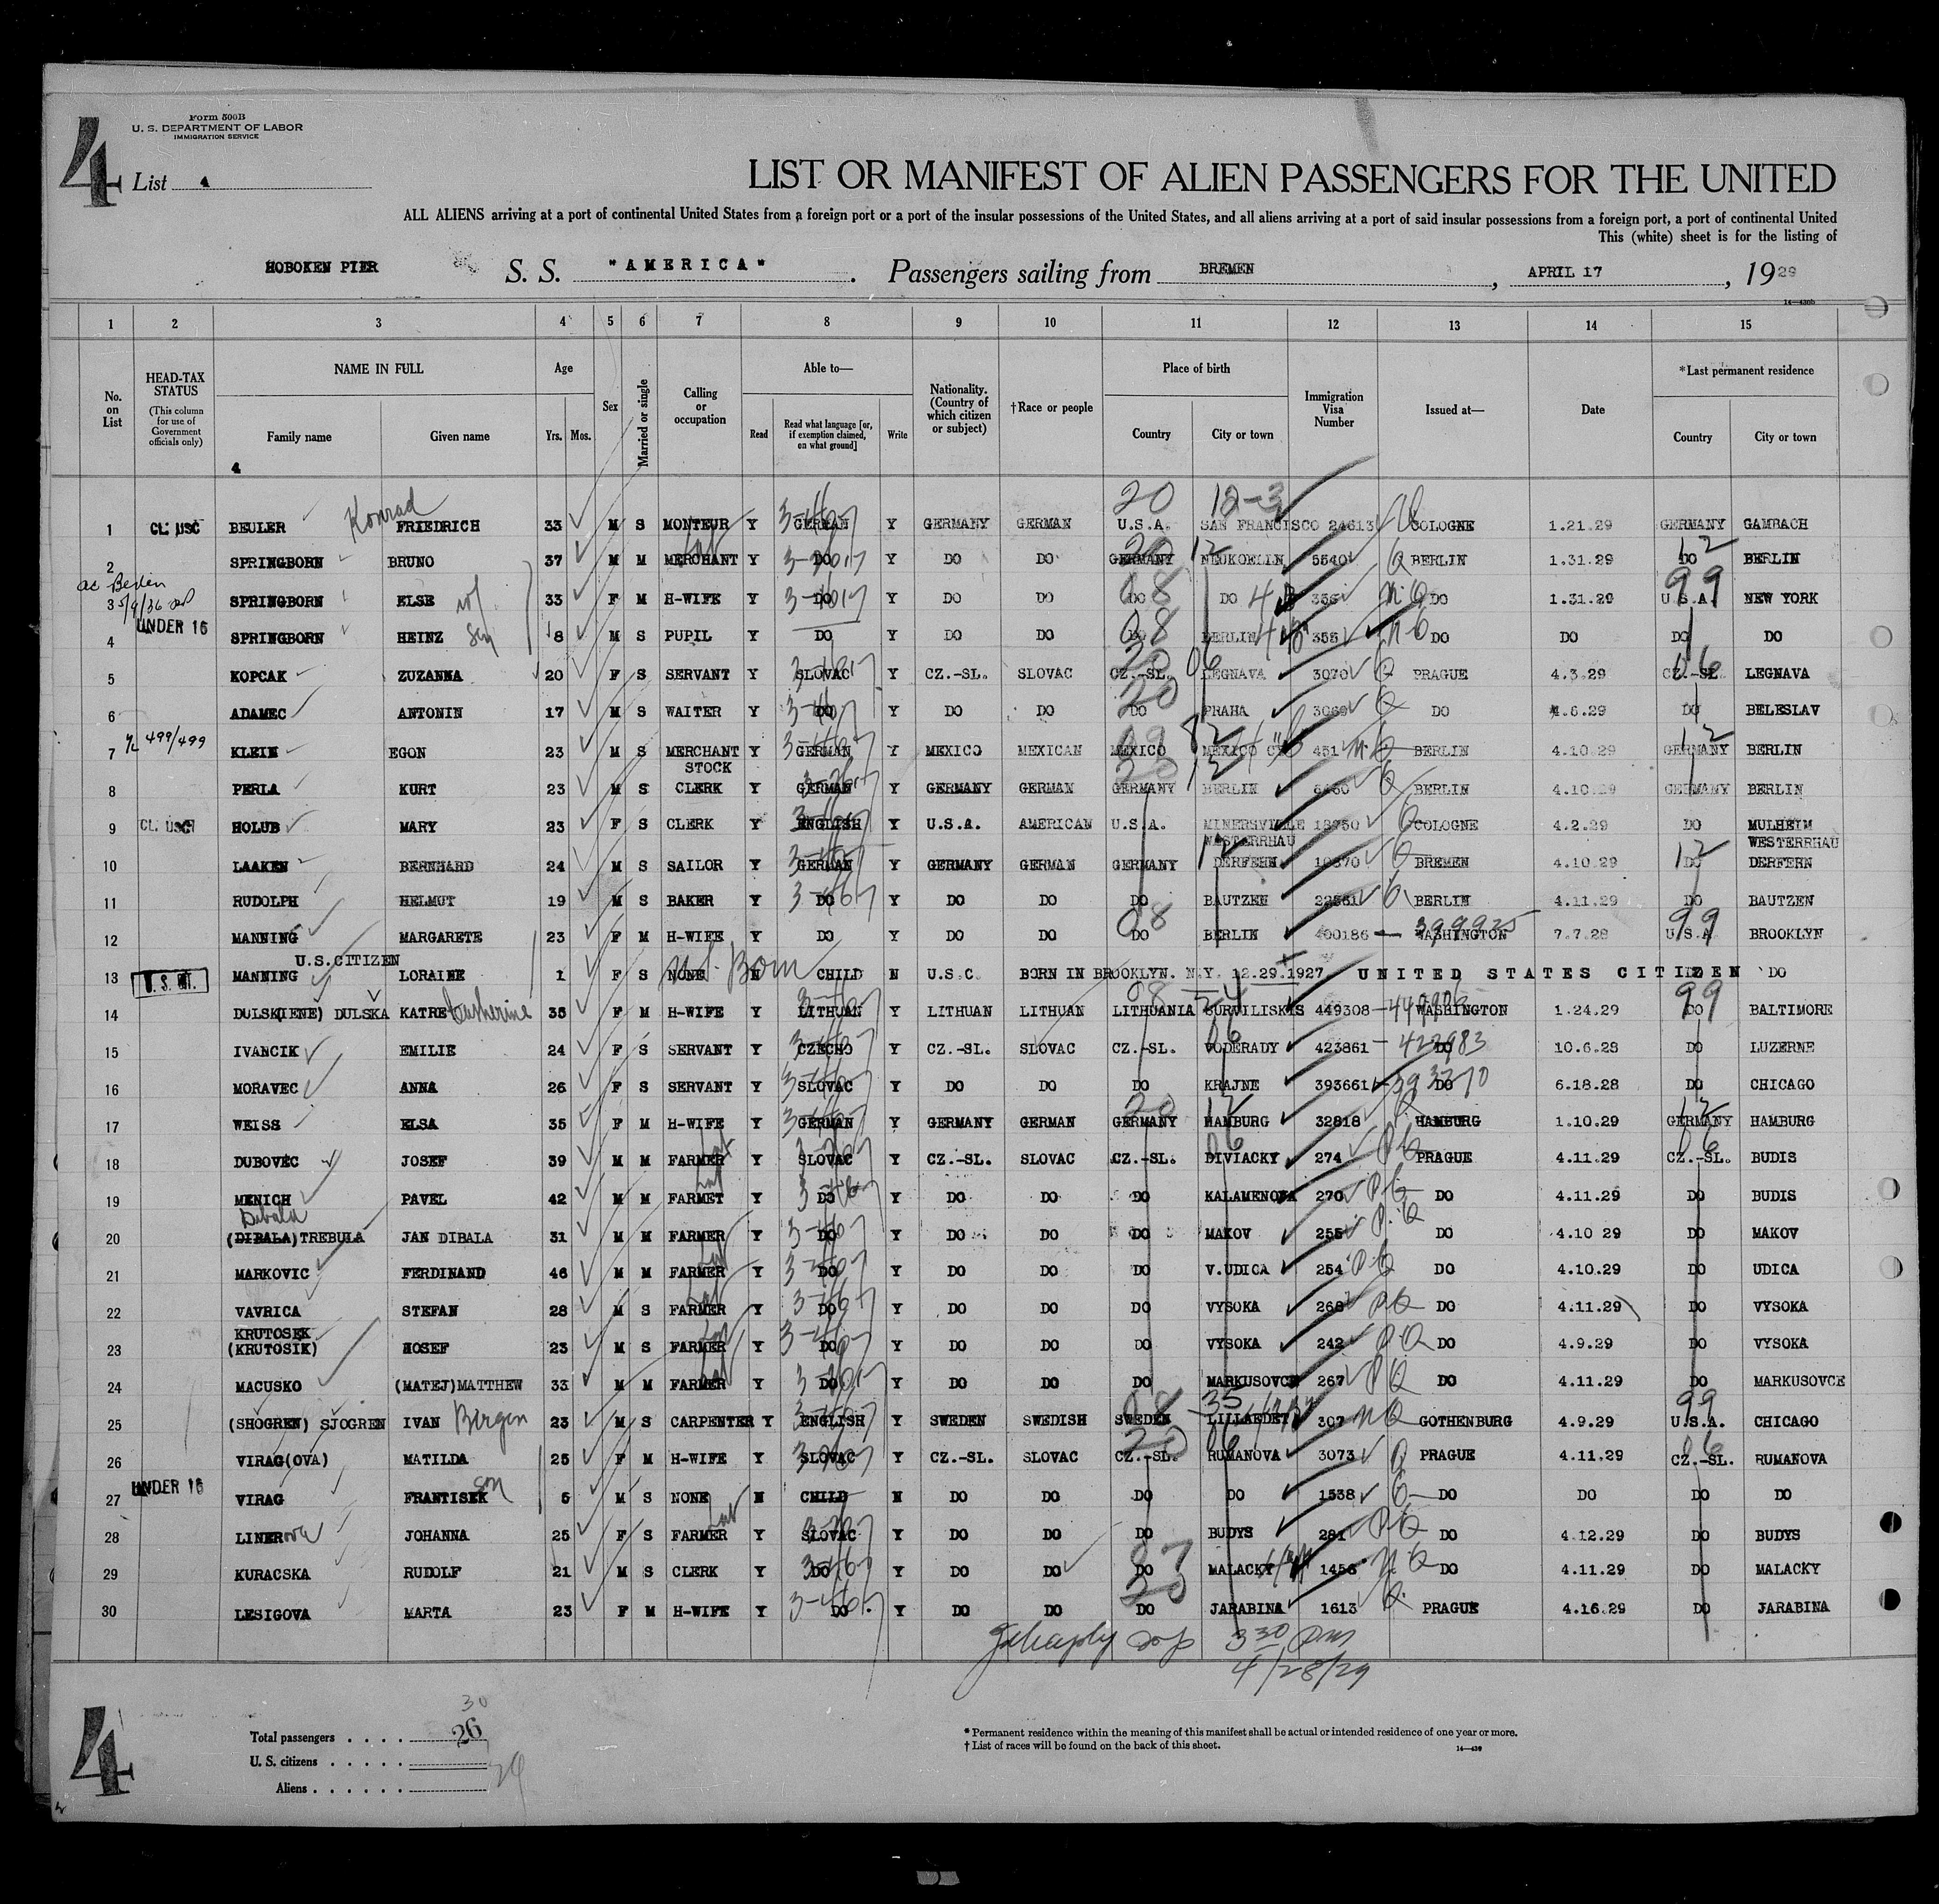 4
Form 500B
U. S. DEPARTMENT OF LABOR
IMMIGRATION SERVICE
List 4
LIST OR MANIFEST OF ALIEN PASSENGERS FOR THE UNITED
ALL ALIENS arriving at a port of continental United States from a foreign port or a port of the insular possessions of the United States, and all aliens arriving at a port of said insular possessions from a foreign port, a port of continental United
This (white) sheet is for the listing of
HOBOKEN PIER S. S. "AMERICA". Passengers sailing from BREMEN, APRIL 17, 1929
14—430b
1 2 3 4 5 6 7 8 9 10 11 12 13 14 15
No. on List HEAD-TAX STATUS (This column for use of Government officials only) NAME IN FULL Family name Given name Age Yrs. Mos. Sex Married or single Calling or occupation Able to— Read Read what language [or, if exemption claimed, on what ground] Write Nationality. (Country of which citizen or subject) †Race or people Place of birth Country City or town Immigration Visa Number Issued at— Date *Last permanent residence Country City or town
4
Konrad 20 12-3
1 CL: USC BEULER FRIEDRICH 33 M S MONTEUR Y GERMAN Y GERMANY GERMAN U.S.A. SAN FRANCISCO 24613 COLOGNE 1.21.29 GERMANY GAMBACH
2 SPRINGBORN BRUNO 37 M M MERCHANT Y DO Y DO DO GERMANY NEUKOELLN 5540 BERLIN 1.31.29 DO BERLIN
3 SPRINGBORN ELSE 33 F M H-WIFE Y DO Y DO DO DO DO 356 DO 1.31.29 U.S.A. NEW YORK
UNDER 16
4 SPRINGBORN HEINZ 8 M S PUPIL Y DO Y DO DO DO BERLIN 355 DO DO DO DO
5 KOPCAK ZUZANNA 20 F S SERVANT Y SLOVAC Y CZ.-SL. SLOVAC CZ.-SL. LEGNAVA 3070 PRAGUE 4.3.29 CZ.-SL. LEGNAVA
6 ADAMEC ANTONIN 17 M S WAITER Y DO Y DO DO DO PRAHA 3069 DO 4.6.29 DO BELESLAV
499/499
7 KLEIN EGON 23 M S MERCHANT Y GERMAN Y MEXICO MEXICAN MEXICO MEXICO 451 BERLIN 4.10.29 GERMANY BERLIN
8 PERLA KURT 23 M S STOCK CLERK Y GERMAN Y GERMANY GERMAN GERMANY BERLIN BERLIN 4.10.29 GERMANY BERLIN
9 CL. USC HOLUB MARY 23 F S CLERK Y ENGLISH Y U.S.A. AMERICAN U.S.A. MINERSVILLE 18750 COLOGNE 4.2.29 DO MULHEIM
10 LAAKEN BERNHARD 24 M S SAILOR Y GERMAN Y GERMANY GERMAN GERMANY WESTERRHAU DERFEHN 10370 BREMEN 4.10.29 DO WESTERRHAU DERFERN
11 RUDOLPH HELMUT 19 M S BAKER Y DO Y DO DO DO BAUTZEN BERLIN 4.11.29 DO BAUTZEN
12 MANNING MARGARETE 23 F M H-WIFE Y DO Y DO DO DO BERLIN 400186 — 399925 WASHINGTON 7.7.28 U.S.A. BROOKLYN
U.S.CITIZEN
13 MANNING LORAINE 1 F S NONE N CHILD N U.S.C. BORN IN BROOKLYN. N.Y. 12.29.1927 UNITED STATES CITIZEN DO
14 DULSK(IENE) DULSKA KATRE Catherine 35 F M H-WIFE Y LITHUAN Y LITHUAN LITHUAN LITHUANIA SURVILISKIS 449308 WASHINGTON 1.24.29 DO BALTIMORE
15 IVANCIK EMILIE 24 F S SERVANT Y CZECHO Y CZ.-SL. SLOVAC CZ.-SL. VODERADY 423861 — 422983 DO 10.6.28 DO LUZERNE
16 MORAVEC ANNA 26 F S SERVANT Y SLOVAC Y DO DO DO KRAJNE 393661 — 393270 DO 6.18.28 DO CHICAGO
17 WEISS ELSA 35 F M H-WIFE Y GERMAN Y GERMANY GERMAN GERMANY HAMBURG 32818 HAMBURG 1.10.29 GERMANY HAMBURG
18 DUBOVEC JOSEF 39 M M FARMER Y SLOVAC Y CZ.-SL. SLOVAC CZ.-SL. DIVIACKY 274 PRAGUE 4.11.29 CZ.-SL. BUDIS
19 MENICH PAVEL 42 M M FARMET Y DO Y DO DO DO KALAMENOVA 270 DO 4.11.29 DO BUDIS
Dibala
20 (DIBALA)TREBULA JAN DIBALA 31 M M FARMER Y DO Y DO DO DO MAKOV 255 DO 4.10 29 DO MAKOV
21 MARKOVIC FERDINAND 46 M M FARMER Y DO Y DO DO DO V.UDICA 254 DO 4.10.29 DO UDICA
22 VAVRICA STEFAN 28 M S FARMER Y DO Y DO DO DO VYSOKA 268 DO 4.11.29 DO VYSOKA
23 KRUTOSEK (KRUTOSIK) HOSEF 23 M S FARMER Y DO Y DO DO DO VYSOKA 242 DO 4.9.29 DO VYSOKA
24 MACUSKO (MATEJ)MATTHEW 33 M M FARMER Y DO Y DO DO DO MARKUSOVCE 267 DO 4.11.29 DO MARKUSOVCE
25 (SHOGREN) SJOGREN IVAN Birgen 23 M S CARPENTER Y ENGLISH Y SWEDEN SWEDISH SWEDEN LILLAEDET 307 GOTHENBURG 4.9.29 U.S.A. CHICAGO
26 VIRAG(OVA) MATILDA 25 F M H-WIFE Y SLOVAC Y CZ.-SL. SLOVAC CZ.-SL. RUMANOVA 3073 PRAGUE 4.11.29 CZ.-SL. RUMANOVA
UNDER 16
27 VIRAG FRANTISEK son 5 M S NONE N CHILD N DO DO DO DO 1538 DO DO DO DO
28 LINEROVA JOHANNA 25 F S FARMER Y SLOVAC Y DO DO DO BUDYS 281 DO 4.12.29 DO BUDYS
29 KURACSKA RUDOLF 21 M S CLERK Y DO Y DO DO DO MALACKY 1456 DO 4.11.29 DO MALACKY
30 LESIGOVA MARTA 23 F M H-WIFE Y DO Y DO DO DO JARABINA 1613 PRAGUE 4.16.29 DO JARABINA
3 30 pm
4/28/29
4
30
Total passengers . . . . 26
U. S. citizens . . . . .
Aliens . . . . . .
* Permanent residence within the meaning of this manifest shall be actual or intended residence of one year or more.
† List of races will be found on the back of this sheet.
14—430